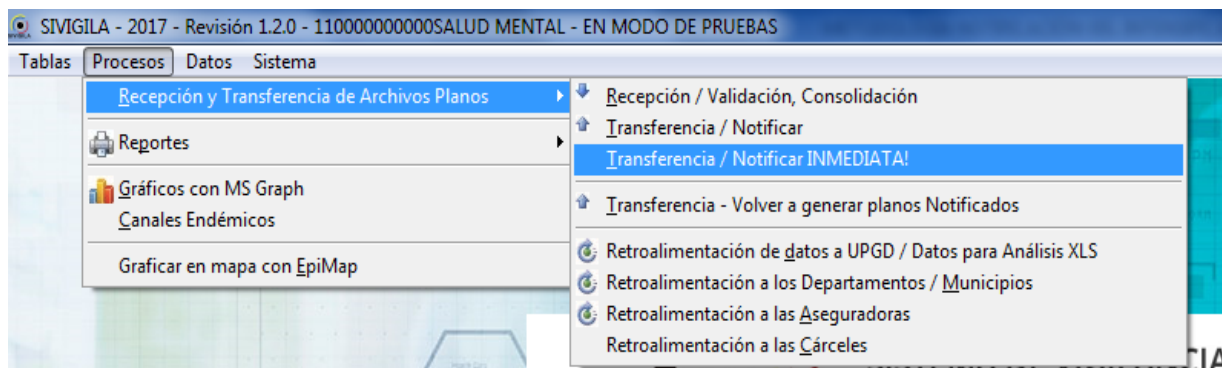 SIVIGILA - 2017 - Revisión 1.2.0 - 110000000000SALUD MENTAL - EN MODO DE PRUEBAS
Tablas Procesos Datos Sistema
Recepción y Transferencia de Archivos Planos
Reportes
Gráficos con MS Graph
Canales Endémicos
Graficar en mapa con EpiMap
Recepción / Validación, Consolidación
Transferencia / Notificar
Transferencia / Notificar INMEDIATA!
Transferencia - Volver a generar planos Notificados
Retroalimentación de datos a UPGD / Datos para Análisis XLS
Retroalimentación a los Departamentos / Municipios
Retroalimentación a las Aseguradoras
Retroalimentación a las Cárceles